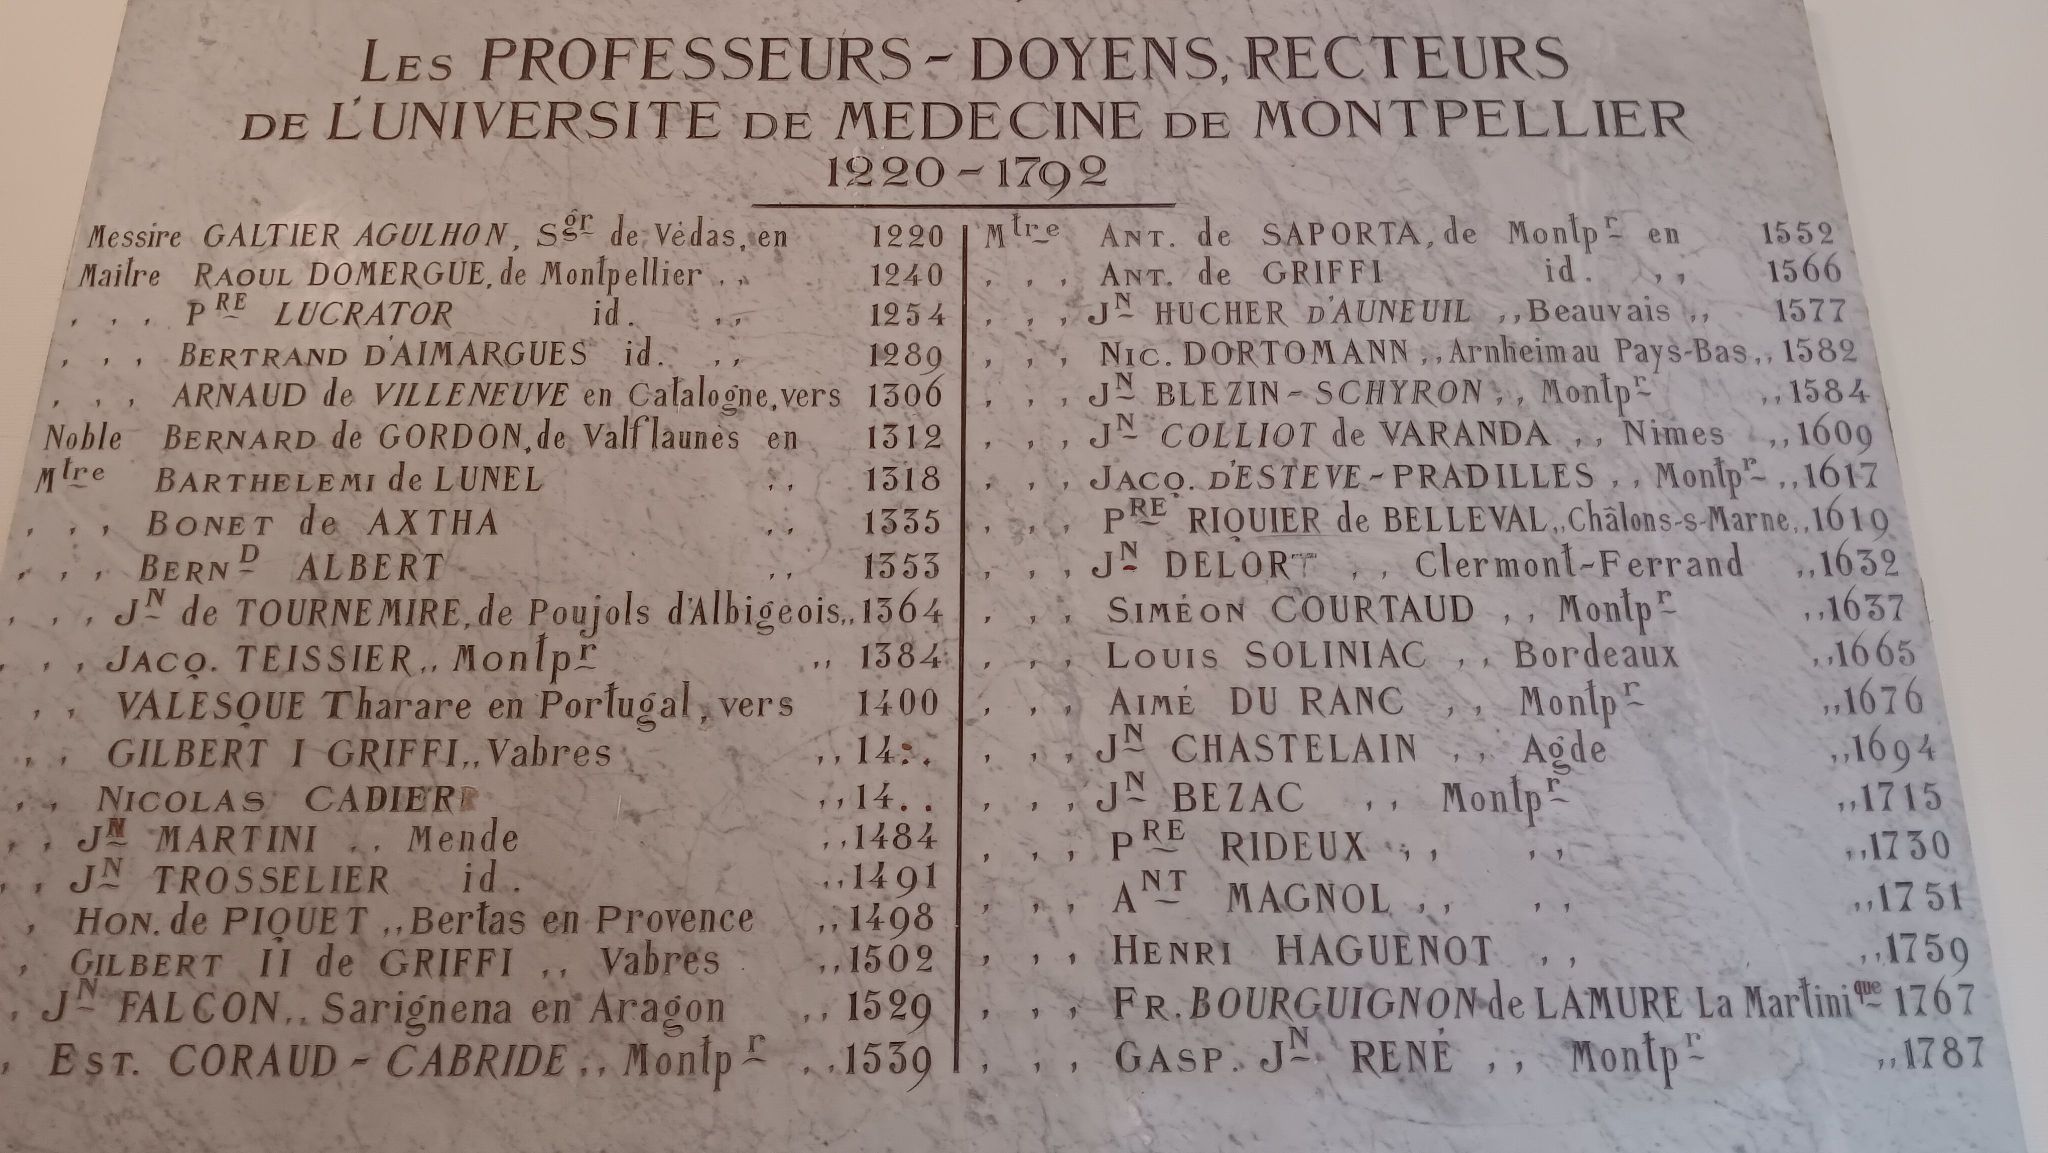 LES PROFESSEURS - DOYENS, RECTEURS
DE L'UNIVERSITE DE MEDECINE DE MONTPELLIER
1220 - 1792
Messire GALTIER AGULHON, Sgr de Vèdas, en 1220
Maitre RAOUL DOMERGUE, de Montpellier ,, 1240
, , , PRE LUCRATOR id. ,, 1254
, , , BERTRAND D'AIMARGUES id. ,, 1289
, , , ARNAUD de VILLENEUVE en Catalogne, vers 1306
Noble BERNARD de GORDON, de Valflaunès en 1312
Mtre BARTHELEMI de LUNEL ,, 1318
, , , BONET de AXTHA ,, 1335
, , , BERND ALBERT ,, 1353
, , , JN de TOURNEMIRE, de Poujols d'Albigeois ,, 1364
, , , JACQ. TEISSIER ,, Montpr ,, 1384
, , VALESQUE Tharare en Portugal, vers 1400
, , GILBERT I GRIFFI ,, Vabres ,, 14..
, , NICOLAS CADIER ,, 14..
, , JN MARTINI ,, Mende ,, 1484
, , JN TROSSELIER id. ,, 1491
, HON. de PIQUET ,, Bertas en Provence ,, 1498
, GILBERT II de GRIFFI ,, Vabres ,, 1502
, JN FALCON ,, Sarignena en Aragon ,, 1529
, EST. CORAUD - CABRIDE ,, Montpr ,, 1539
Mtre ANT. de SAPORTA, de Montpr en 1552
, , , ANT. de GRIFFI id. ,, 1566
, , , JN HUCHER D'AUNEUIL ,, Beauvais ,, 1577
, , , NIC. DORTOMANN ,, Arnheim au Pays-Bas ,, 1582
, , , JN BLEZIN - SCHYRON ,, Montpr ,, 1584
, , , JN COLLIOT de VARANDA ,, Nimes ,, 1609
, , , JACQ. D'ESTEVE - PRADILLES ,, Montpr ,, 1617
, , , PRE RIQUIER de BELLEVAL ,, Châlons-s-Marne ,, 1619
, , , JN DELORT ,, Clermont-Ferrand ,, 1632
, , , SIMÉON COURTAUD ,, Montpr ,, 1637
, , , LOUIS SOLINIAC ,, Bordeaux ,, 1665
, , , AIMÉ DU RANC ,, Montpr ,, 1676
, , , JN CHASTELAIN ,, Agde ,, 1694
, , , JN BEZAC ,, Montpr ,, 1715
, , , PRE RIDEUX ,, ,, ,, 1730
, , , ANT MAGNOL ,, ,, ,, 1751
, , , HENRI HAGUENOT ,, ,, 1759
, , , FR. BOURGUIGNON de LAMURE La Martinique 1767
, , , GASP. JN RENÉ ,, Montpr ,, 1787